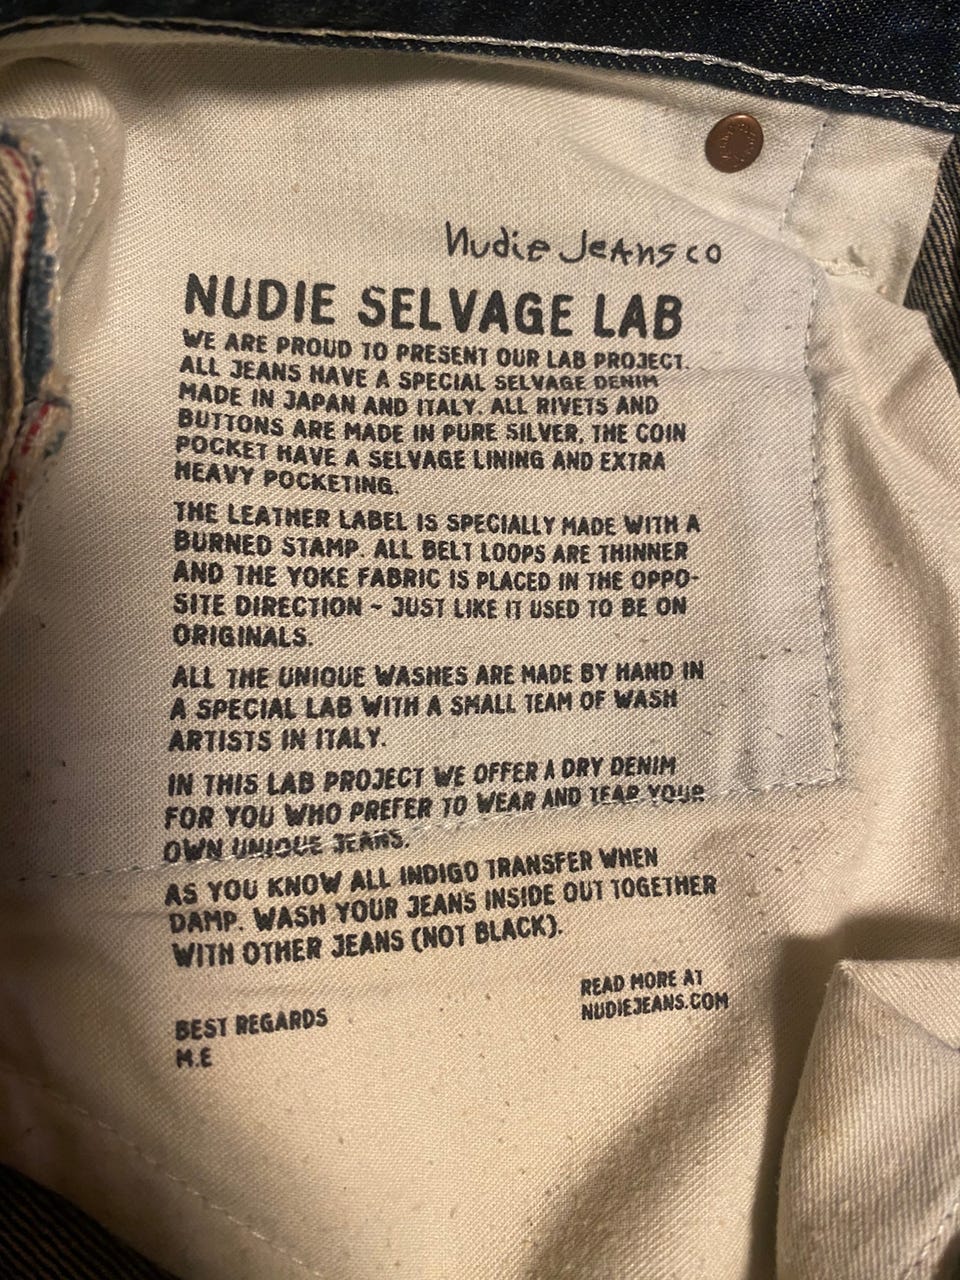 Nudie Jeans co
NUDIE SELVAGE LAB
WE ARE PROUD TO PRESENT OUR LAB PROJECT.
ALL JEANS HAVE A SPECIAL SELVAGE DENIM
MADE IN JAPAN AND ITALY. ALL RIVETS AND
BUTTONS ARE MADE IN PURE SILVER. THE COIN
POCKET HAVE A SELVAGE LINING AND EXTRA
HEAVY POCKETING.
THE LEATHER LABEL IS SPECIALLY MADE WITH A
BURNED STAMP. ALL BELT LOOPS ARE THINNER
AND THE YOKE FABRIC IS PLACED IN THE OPPO-
SITE DIRECTION ~ JUST LIKE IT USED TO BE ON
ORIGINALS.
ALL THE UNIQUE WASHES ARE MADE BY HAND IN
A SPECIAL LAB WITH A SMALL TEAM OF WASH
ARTISTS IN ITALY.
IN THIS LAB PROJECT WE OFFER A DRY DENIM
FOR YOU WHO PREFER TO WEAR AND TEAR YOUR
OWN UNIQUE JEANS.
AS YOU KNOW ALL INDIGO TRANSFER WHEN
DAMP. WASH YOUR JEANS INSIDE OUT TOGETHER
WITH OTHER JEANS (NOT BLACK).
READ MORE AT
NUDIEJEANS.COM
BEST REGARDS
M.E